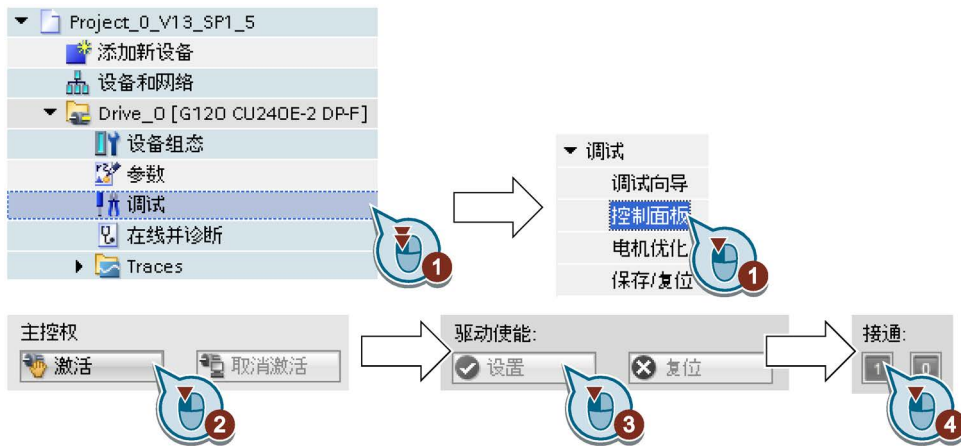 Project_0_V13_SP1_5
添加新设备
设备和网络
Drive_0 [G120 CU240E-2 DP-F]
设备组态
参数
调试
在线并诊断
Traces
1
调试
调试向导
控制面板
电机优化
保存/复位
1
主控权
激活
取消激活
2
驱动使能:
设置
复位
3
接通:
1
0
4